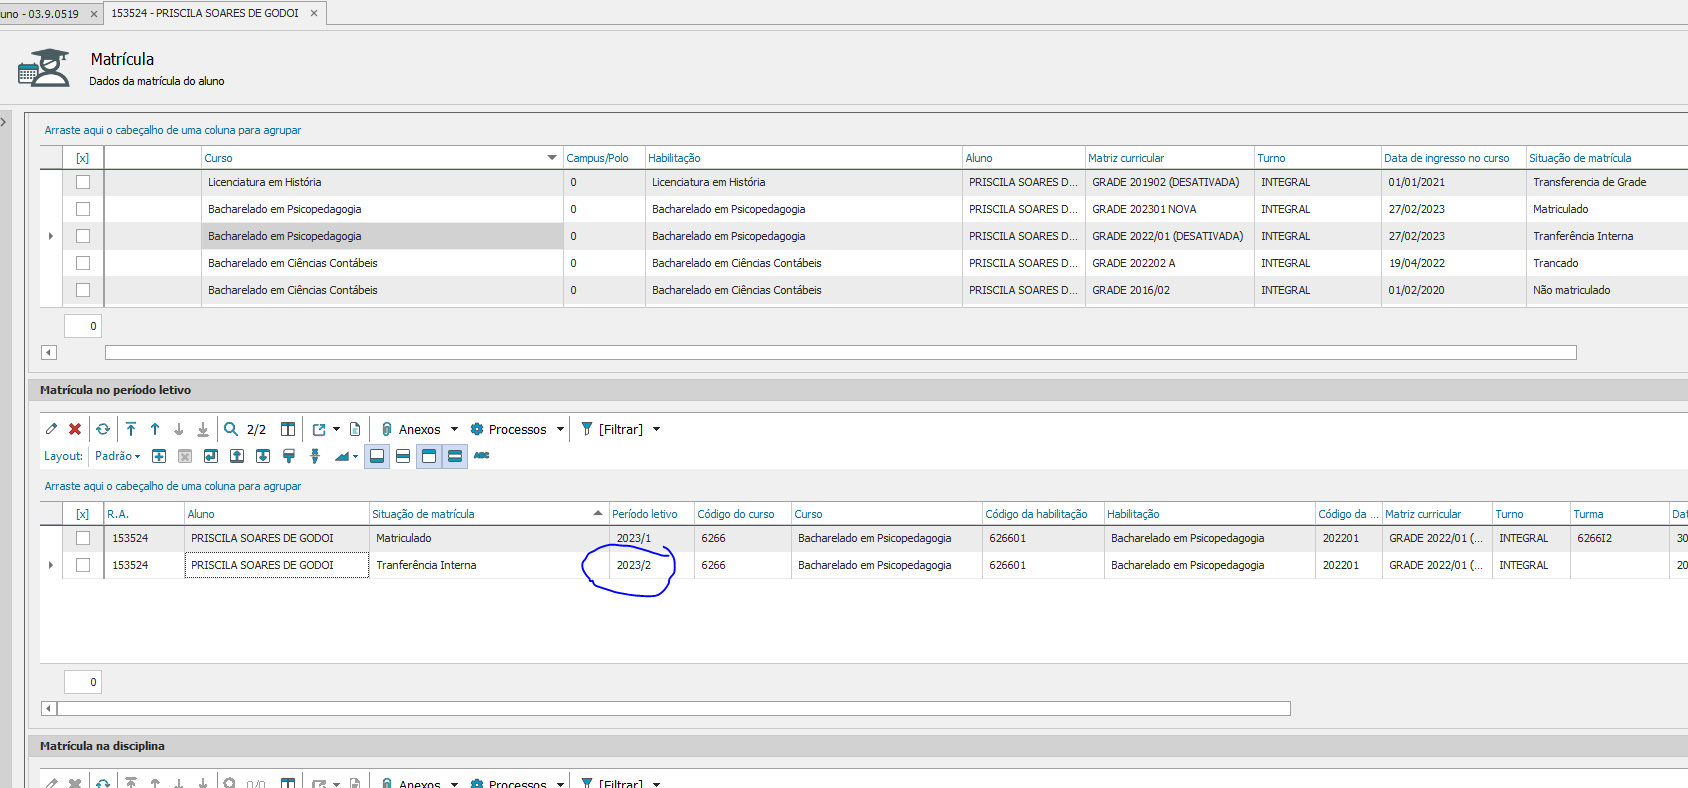 uno - 03.9.0519 × 153524 - PRISCILA SOARES DE GODOI ×
Matrícula
Dados da matrícula do aluno
Arraste aqui o cabeçalho de uma coluna para agrupar
[x] Curso Campus/Polo Habilitação Aluno Matriz curricular Turno Data de ingresso no curso Situação de matrícula
Licenciatura em História 0 Licenciatura em História PRISCILA SOARES D... GRADE 201902 (DESATIVADA) INTEGRAL 01/01/2021 Transferencia de Grade
Bacharelado em Psicopedagogia 0 Bacharelado em Psicopedagogia PRISCILA SOARES D... GRADE 202301 NOVA INTEGRAL 27/02/2023 Matriculado
Bacharelado em Psicopedagogia 0 Bacharelado em Psicopedagogia PRISCILA SOARES D... GRADE 2022/01 (DESATIVADA) INTEGRAL 27/02/2023 Tranferência Interna
Bacharelado em Ciências Contábeis 0 Bacharelado em Ciências Contábeis PRISCILA SOARES D... GRADE 202202 A INTEGRAL 19/04/2022 Trancado
Bacharelado em Ciências Contábeis 0 Bacharelado em Ciências Contábeis PRISCILA SOARES D... GRADE 2016/02 INTEGRAL 01/02/2020 Não matriculado
0
Matrícula no período letivo
2/2 Anexos Processos [Filtrar]
Layout: Padrão ABC
Arraste aqui o cabeçalho de uma coluna para agrupar
[x] R.A. Aluno Situação de matrícula Período letivo Código do curso Curso Código da habilitação Habilitação Código da ... Matriz curricular Turno Turma Dat
153524 PRISCILA SOARES DE GODOI Matriculado 2023/1 6266 Bacharelado em Psicopedagogia 626601 Bacharelado em Psicopedagogia 202201 GRADE 2022/01 (... INTEGRAL 6266I2 30
153524 PRISCILA SOARES DE GODOI Tranferência Interna 2023/2 6266 Bacharelado em Psicopedagogia 626601 Bacharelado em Psicopedagogia 202201 GRADE 2022/01 (... INTEGRAL 20
0
Matrícula na disciplina
0/0 Anexos Processos [Filtrar]